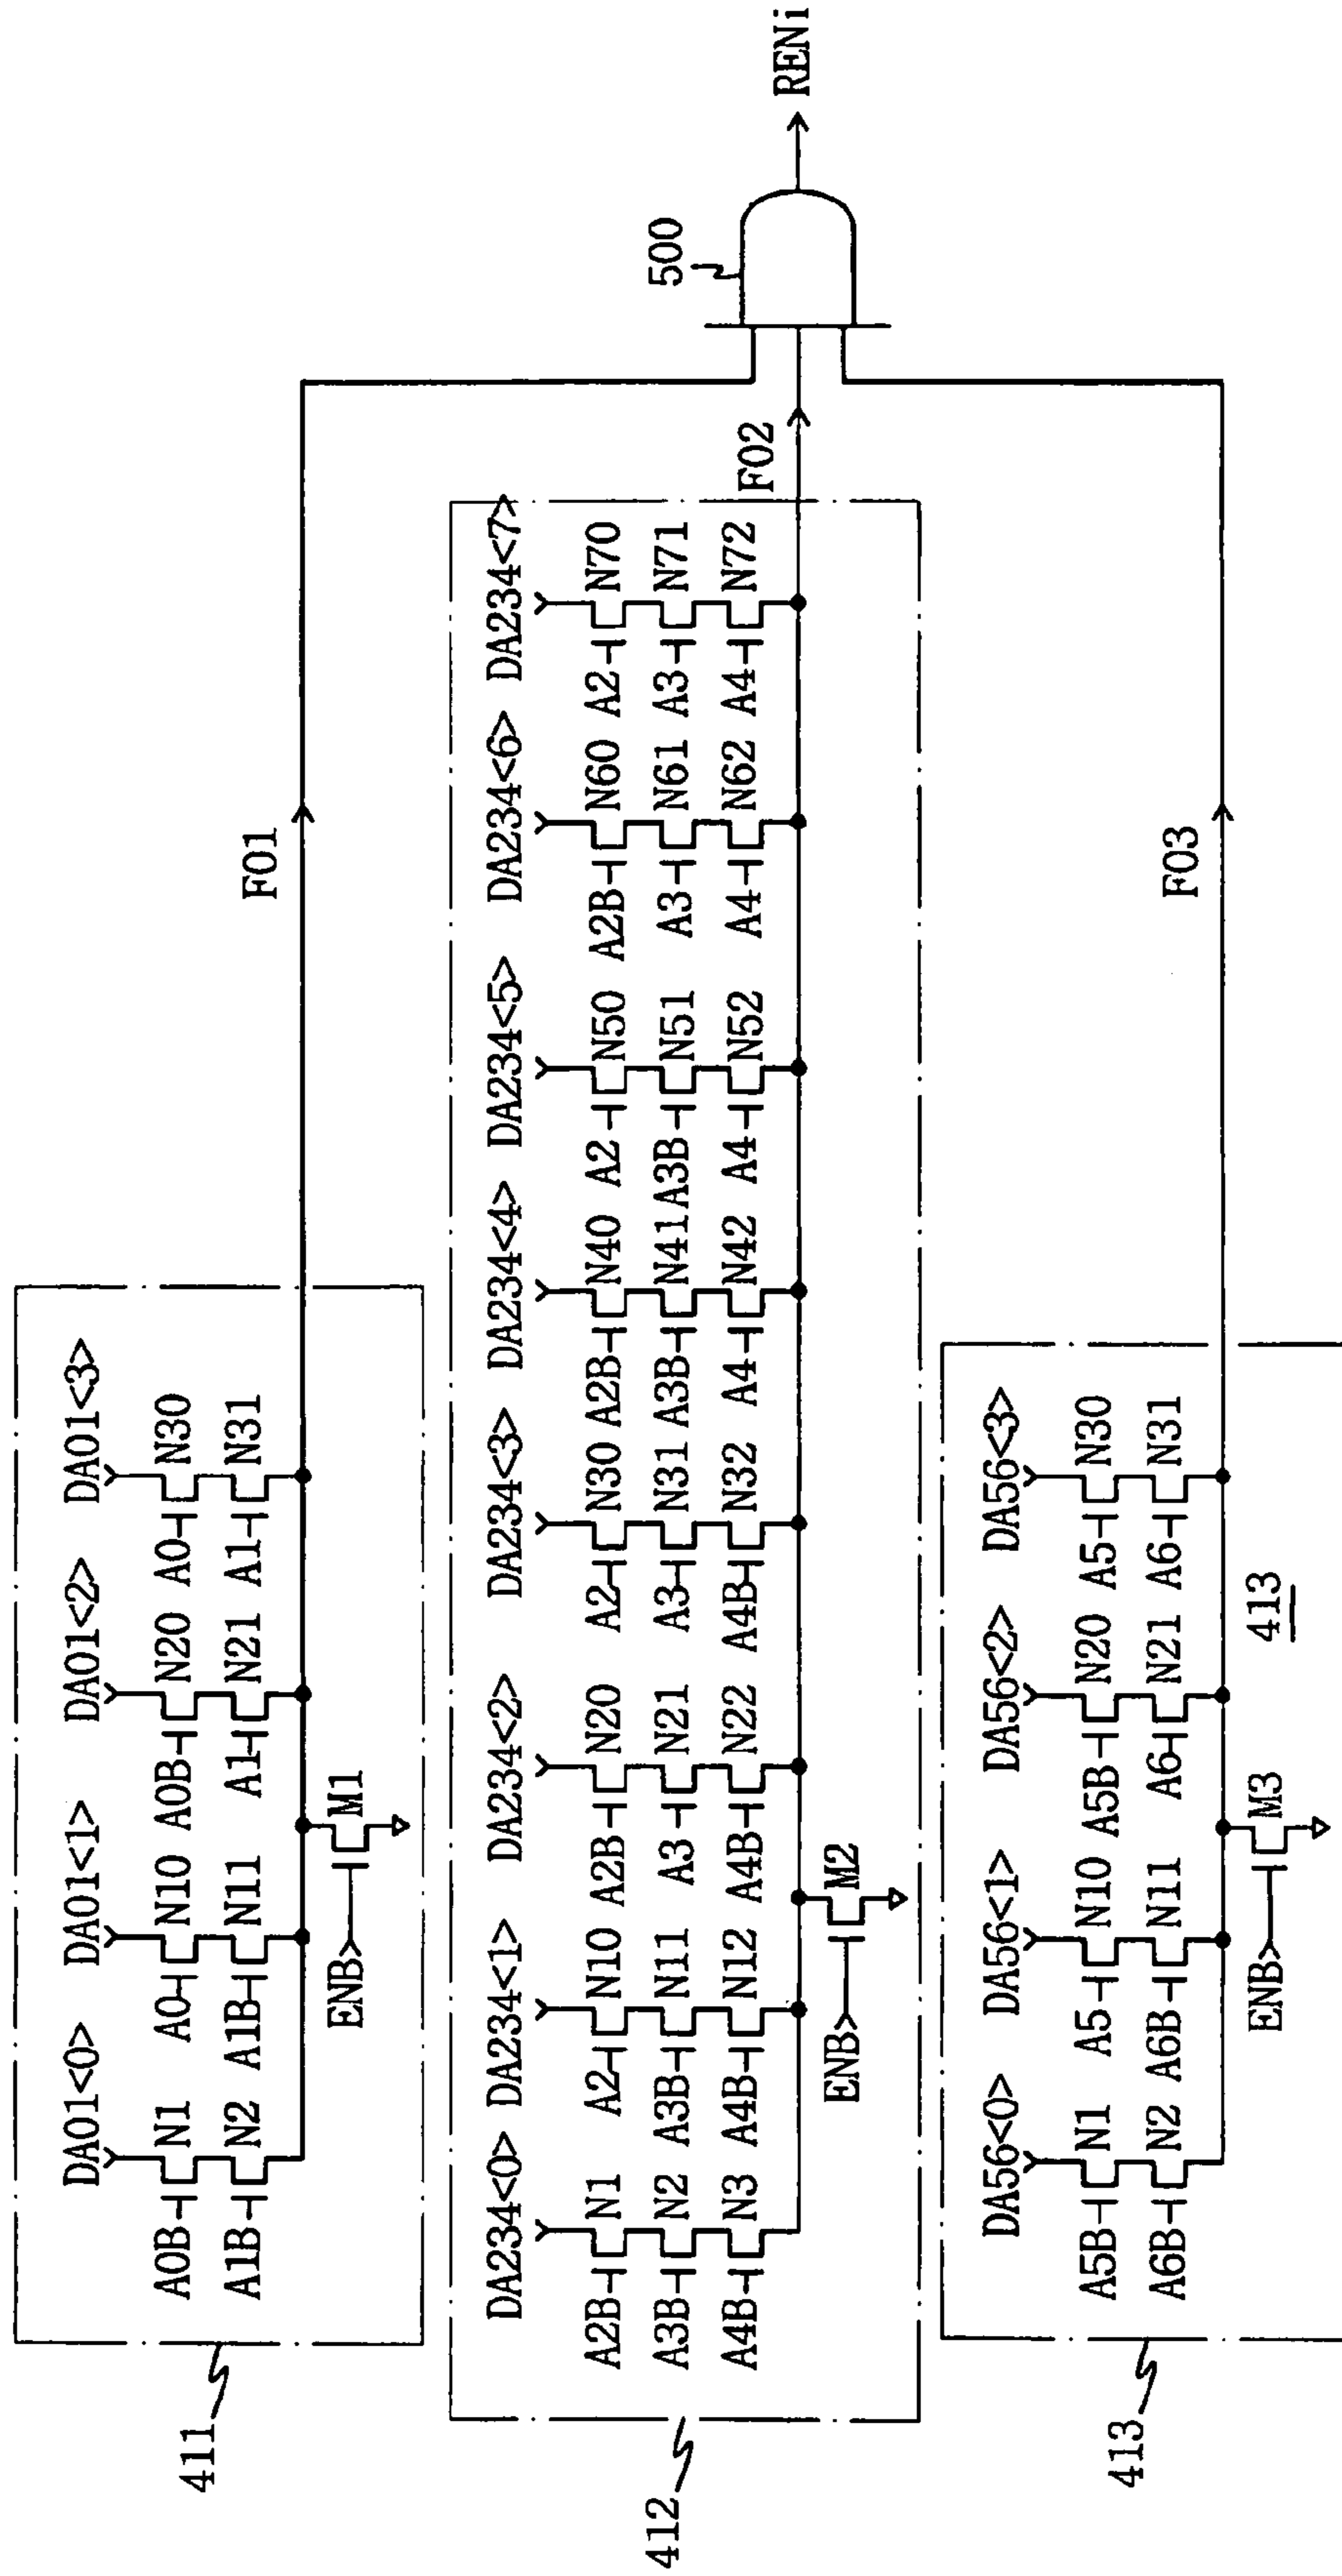 411
DA01<0>
DA01<1>
DA01<2>
DA01<3>
A0B N1
A0 N10
A0B N20
A0 N30
A1B N2
A1B N11
A1 N21
A1 N31
ENB
M1
F01
412
DA234<0>
DA234<1>
DA234<2>
DA234<3>
DA234<4>
DA234<5>
DA234<6>
DA234<7>
A2B N1
A2 N10
A2B N20
A2 N30
A2B N40
A2 N50
A2B N60
A2 N70
A3B N2
A3B N11
A3 N21
A3 N31
A3B N41
A3B N51
A3 N61
A3 N71
A4B N3
A4B N12
A4B N22
A4B N32
A4 N42
A4 N52
A4 N62
A4 N72
ENB
M2
F02
500
RENi
413
DA56<0>
DA56<1>
DA56<2>
DA56<3>
A5B N1
A5 N10
A5B N20
A5 N30
A6B N2
A6B N11
A6 N21
A6 N31
ENB
M3
413
F03